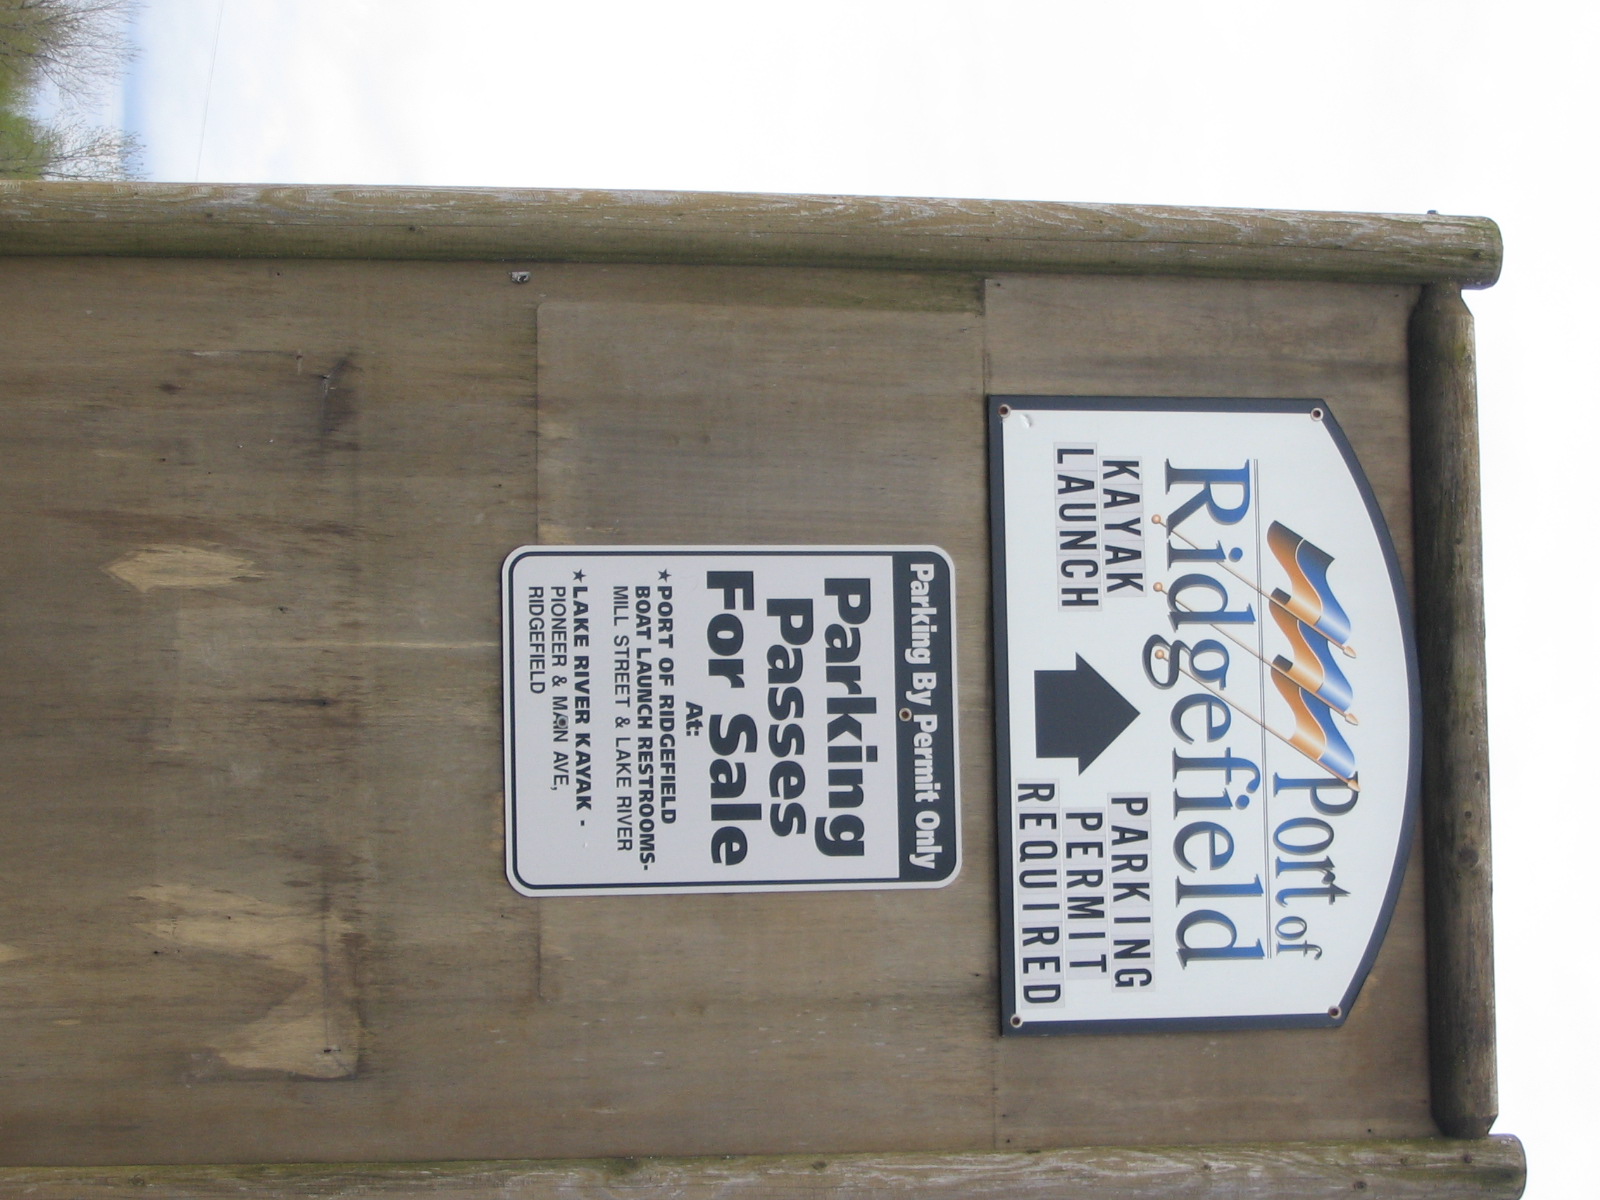 Port of
Ridgefield
KAYAK
LAUNCH
PARKING
PERMIT
REQUIRED
Parking By Permit Only
Parking
Passes
For Sale
At:
★PORT OF RIDGEFIELD
BOAT LAUNCH RESTROOMS-
MILL STREET & LAKE RIVER
★LAKE RIVER KAYAK -
PIONEER & MAIN AVE,
RIDGEFIELD